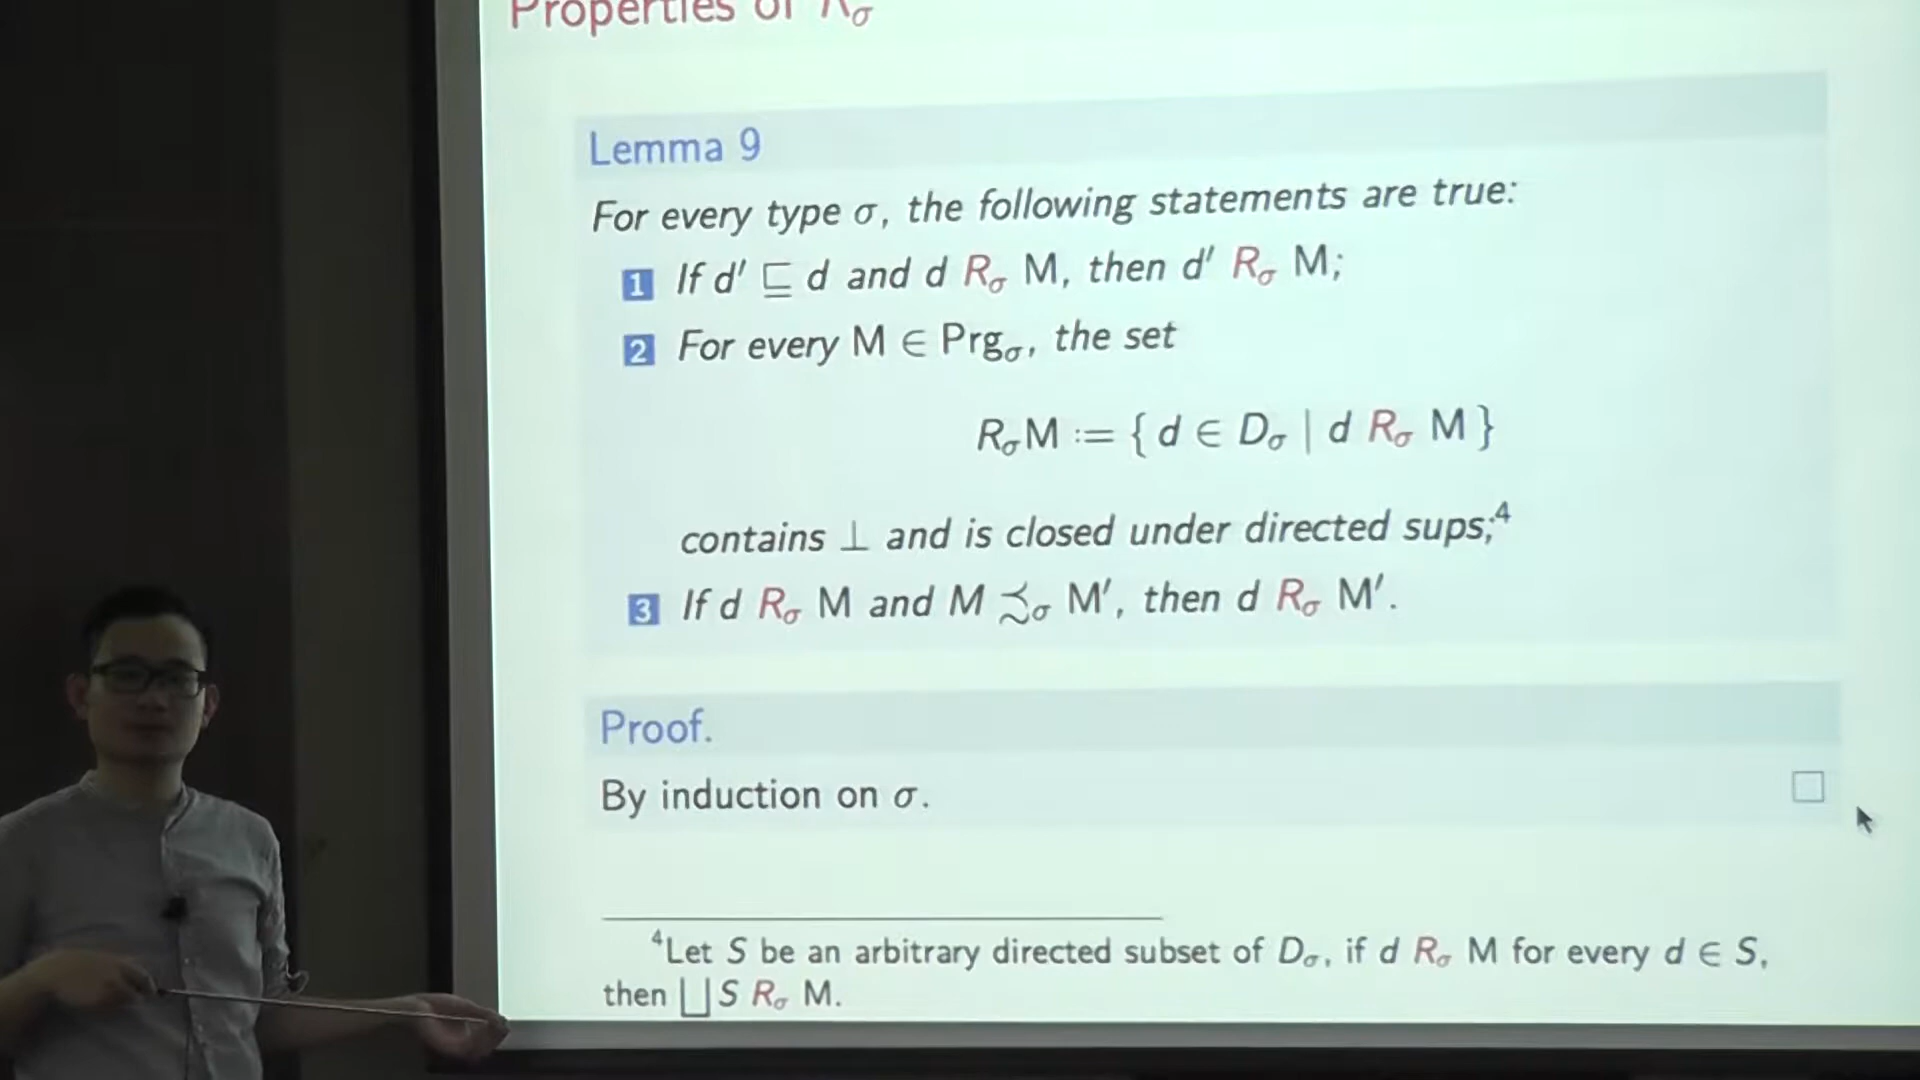 Properties of R_σ
Lemma 9
For every type σ, the following statements are true:
1 If d′ ⊑ d and d R_σ M, then d′ R_σ M;
2 For every M ∈ Prg_σ, the set
R_σM := { d ∈ D_σ | d R_σ M }
contains ⊥ and is closed under directed sups;⁴
3 If d R_σ M and M ≾_σ M′, then d R_σ M′.
Proof.
By induction on σ.
⁴Let S be an arbitrary directed subset of D_σ, if d R_σ M for every d ∈ S,
then ⨆ S R_σ M.